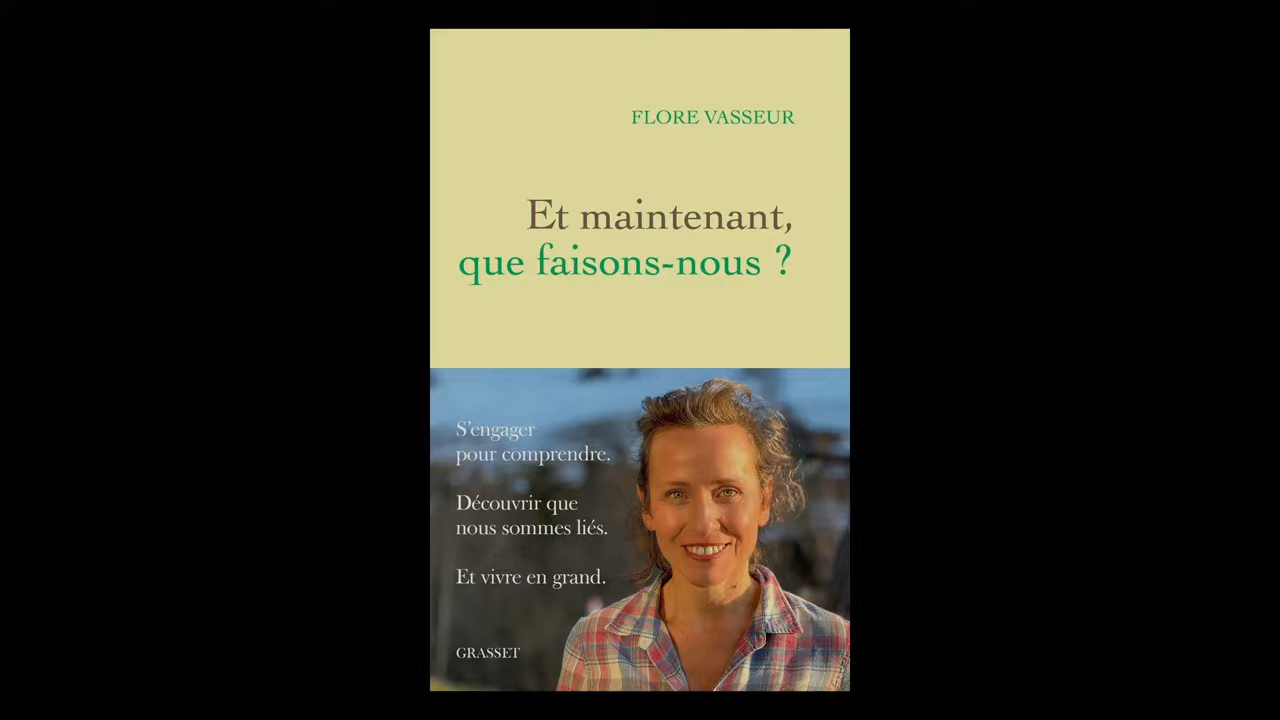 FLORE VASSEUR
Et maintenant,
que faisons-nous ?
S'engager
pour comprendre.
Découvrir que
nous sommes liés.
Et vivre en grand.
GRASSET